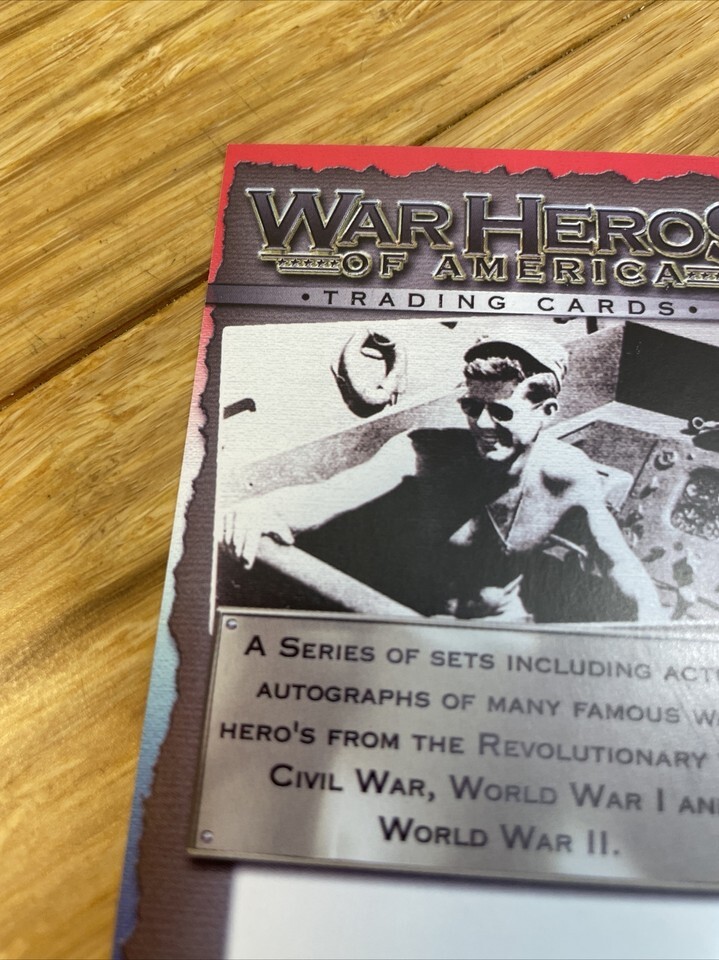 WAR HEROS
OF AMERICA
• TRADING CARDS •
A SERIES OF SETS INCLUDING
AUTOGRAPHS OF MANY FAMOUS
HERO'S FROM THE REVOLUTIONARY
CIVIL WAR, WORLD WAR I
WORLD WAR II.